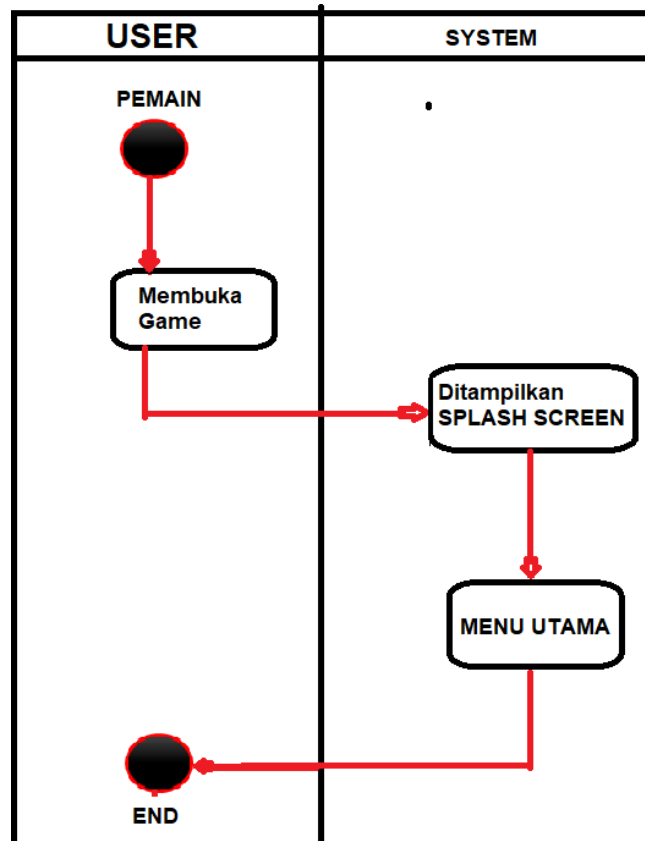 USER
SYSTEM
PEMAIN
Membuka
Game
Ditampilkan
SPLASH SCREEN
MENU UTAMA
END